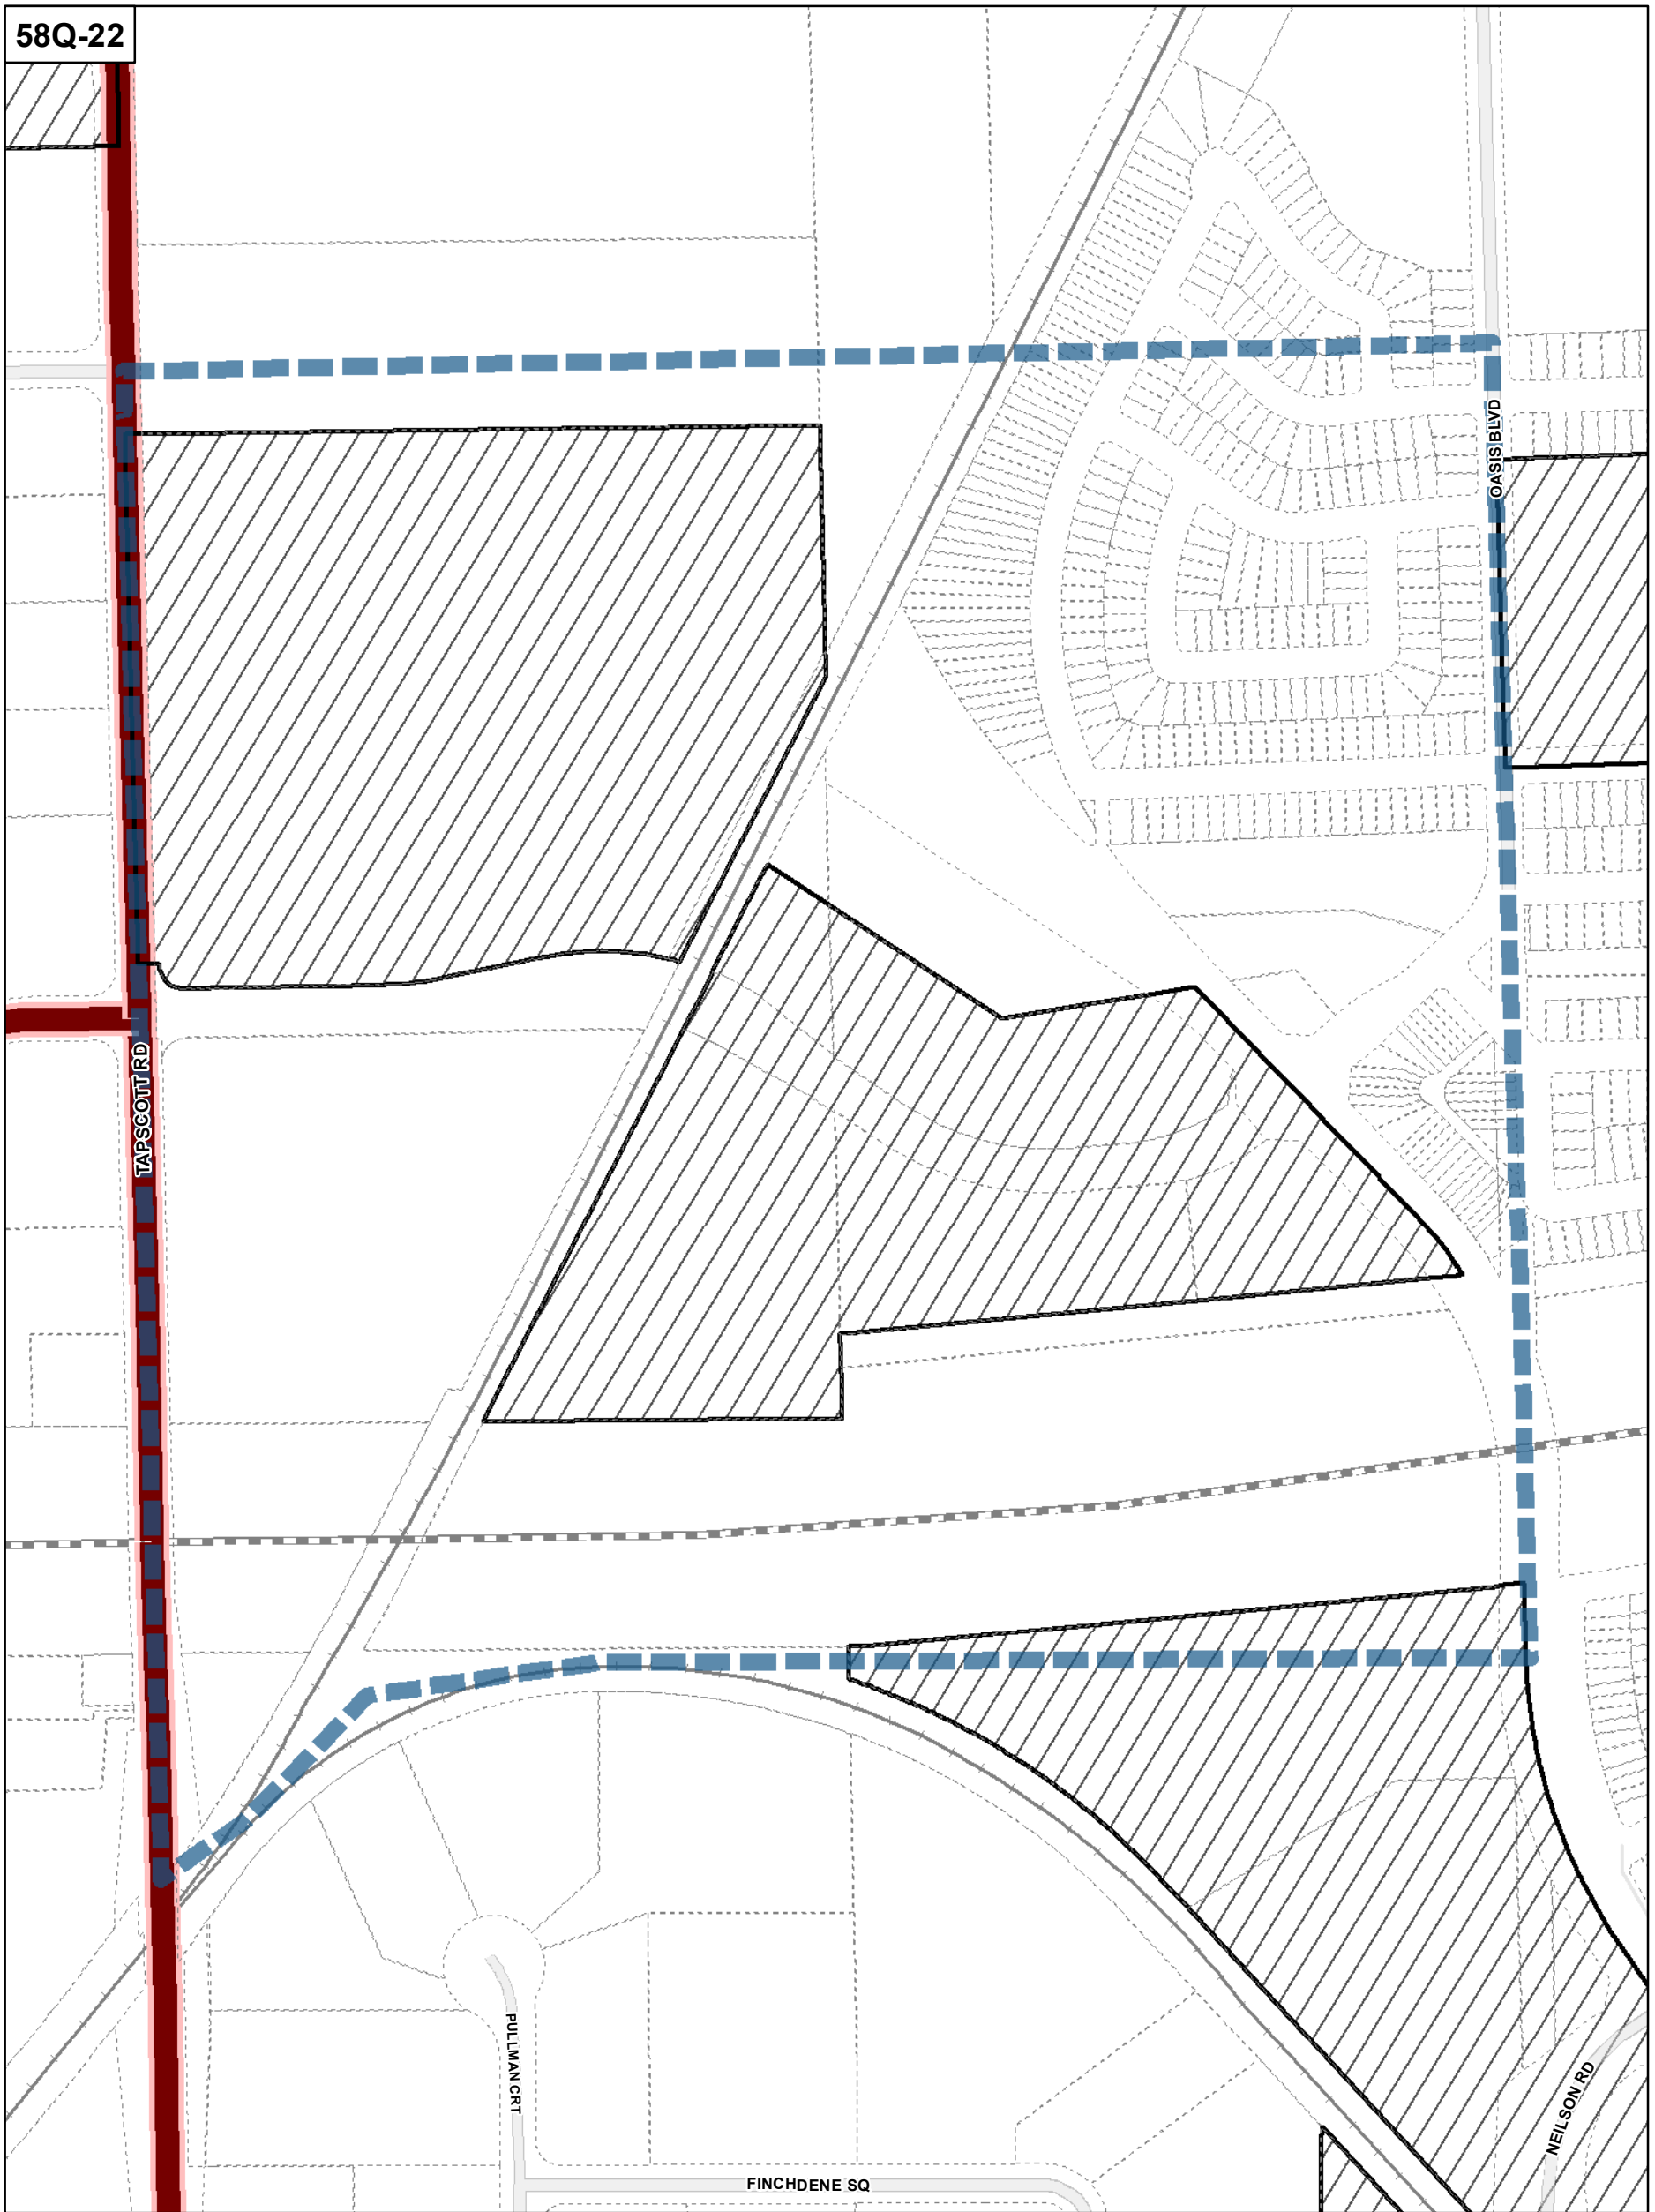 58Q-22
OASIS BLVD
TAPSCOTT RD
PULLMAN CRT
NEILSON RD
FINCHDENE SQ